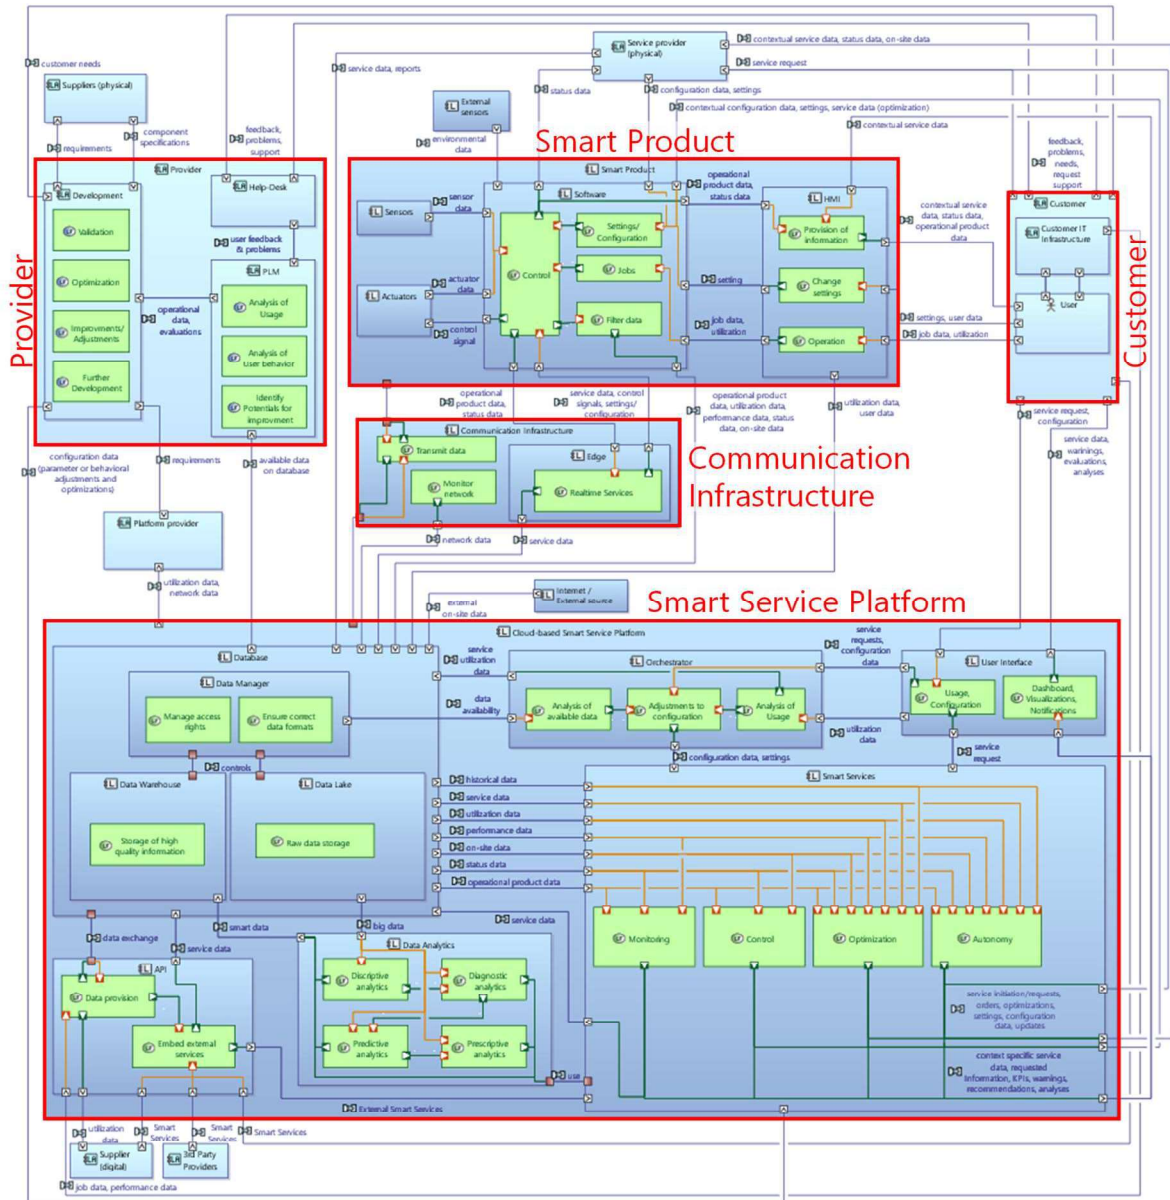 customer needs
Suppliers (physical)
requirements
component
specifications
feedback,
problems,
support
service data, reports
External
sensors
environmental
data
Service provider
(physical)
status data
configuration data, settings
contextual service data, status data, on-site data
service request
contextual configuration data, settings, service data (optimization)
contextual service data
feedback,
problems,
needs,
request
support
Smart Product
Provider
Provider
Development
Validation
Optimization
Improvments/
Adjustments
Further
Development
Help-Desk
user feedback
& problems
PLM
Analysis of
Usage
Analysis of
user behavior
Identify
Potentials for
improvment
operational
data,
evaluations
Smart Product
Sensors
sensor
data
Actuators
actuator
data
control
signal
Software
Control
Settings/
Configuration
Jobs
Filter data
operational
product data,
status data
setting
job data,
utilization
HMI
Provision of
information
Change
settings
Operation
contextual service
data, status data,
operational product
data
settings, user data
job data, utilization
Customer
Customer
Customer IT
Infrastructure
User
configuration data
(parameter or behavioral
adjustments and
optimizations)
requirements
available data
on database
Platform provider
utilization data,
network data
operational
product data,
status data
service data, control
signals, settings/
configuration
operational product
data, utilization data,
performance data, status
data, on-site data
utilization data,
user data
service request,
configuration
service data,
warinings,
evaluations,
analyses
Communication
Infrastructure
Communication Infrastructure
Transmit data
Monitor
network
Edge
Realtime Services
network data
service data
external
on-site data
Internet /
External source
Smart Service Platform
Cloud-based Smart Service Platform
Database
Data Manager
Manage access
rights
Ensure correct
data formats
controls
Data Warehouse
Storage of high
quality information
Data Lake
Raw data storage
service
utilization
data
data
availability
Orchestrator
Analysis of
available data
Adjustments to
configuration
Analysis of
Usage
service
requests,
configuration
data
utilization
data
User Interface
Usage,
Configuration
Dashboard,
Visualizations,
Notifications
configuration data, settings
service
request
historical data
service data
utilization data
performance data
on-site data
status data
operational product data
service data
Smart Services
Monitoring
Control
Optimization
Autonomy
service initiation/requests,
orders, optimizations,
settings, configuration
data, updates
context specific service
data, requested
Information, KPIs, warnings,
recommendations, analyses
data exchange
service data
smart data
big data
API
Data provision
Embed external
services
Data Analytics
Discriptive
analytics
Diagnostic
analytics
Predictive
analytics
Prescriptive
analytics
use
External Smart Services
utilization
data
Smart
Services
Smart
Services
Smart Services
Supplier
(digital)
3rd Party
Providers
job data, performance data